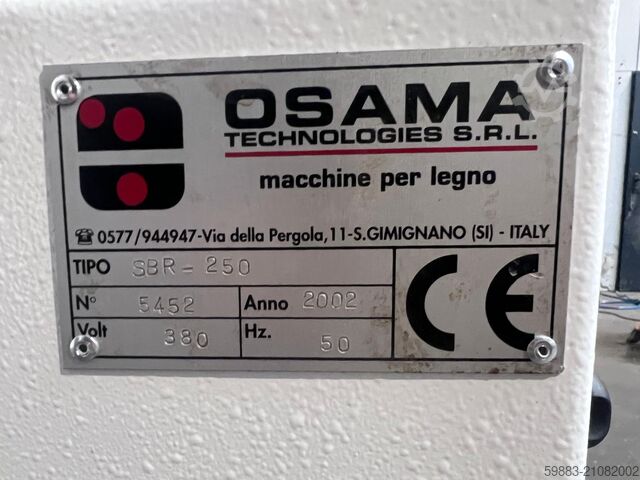 OSAMA
TECHNOLOGIES S.R.L.
macchine per legno
☎ 0577/944947-Via della Pergola,11-S.GIMIGNANO (SI) - ITALY
TIPO SBR-250
N° 5452 Anno 2002
Volt 380 Hz. 50
CE
59883-21082002